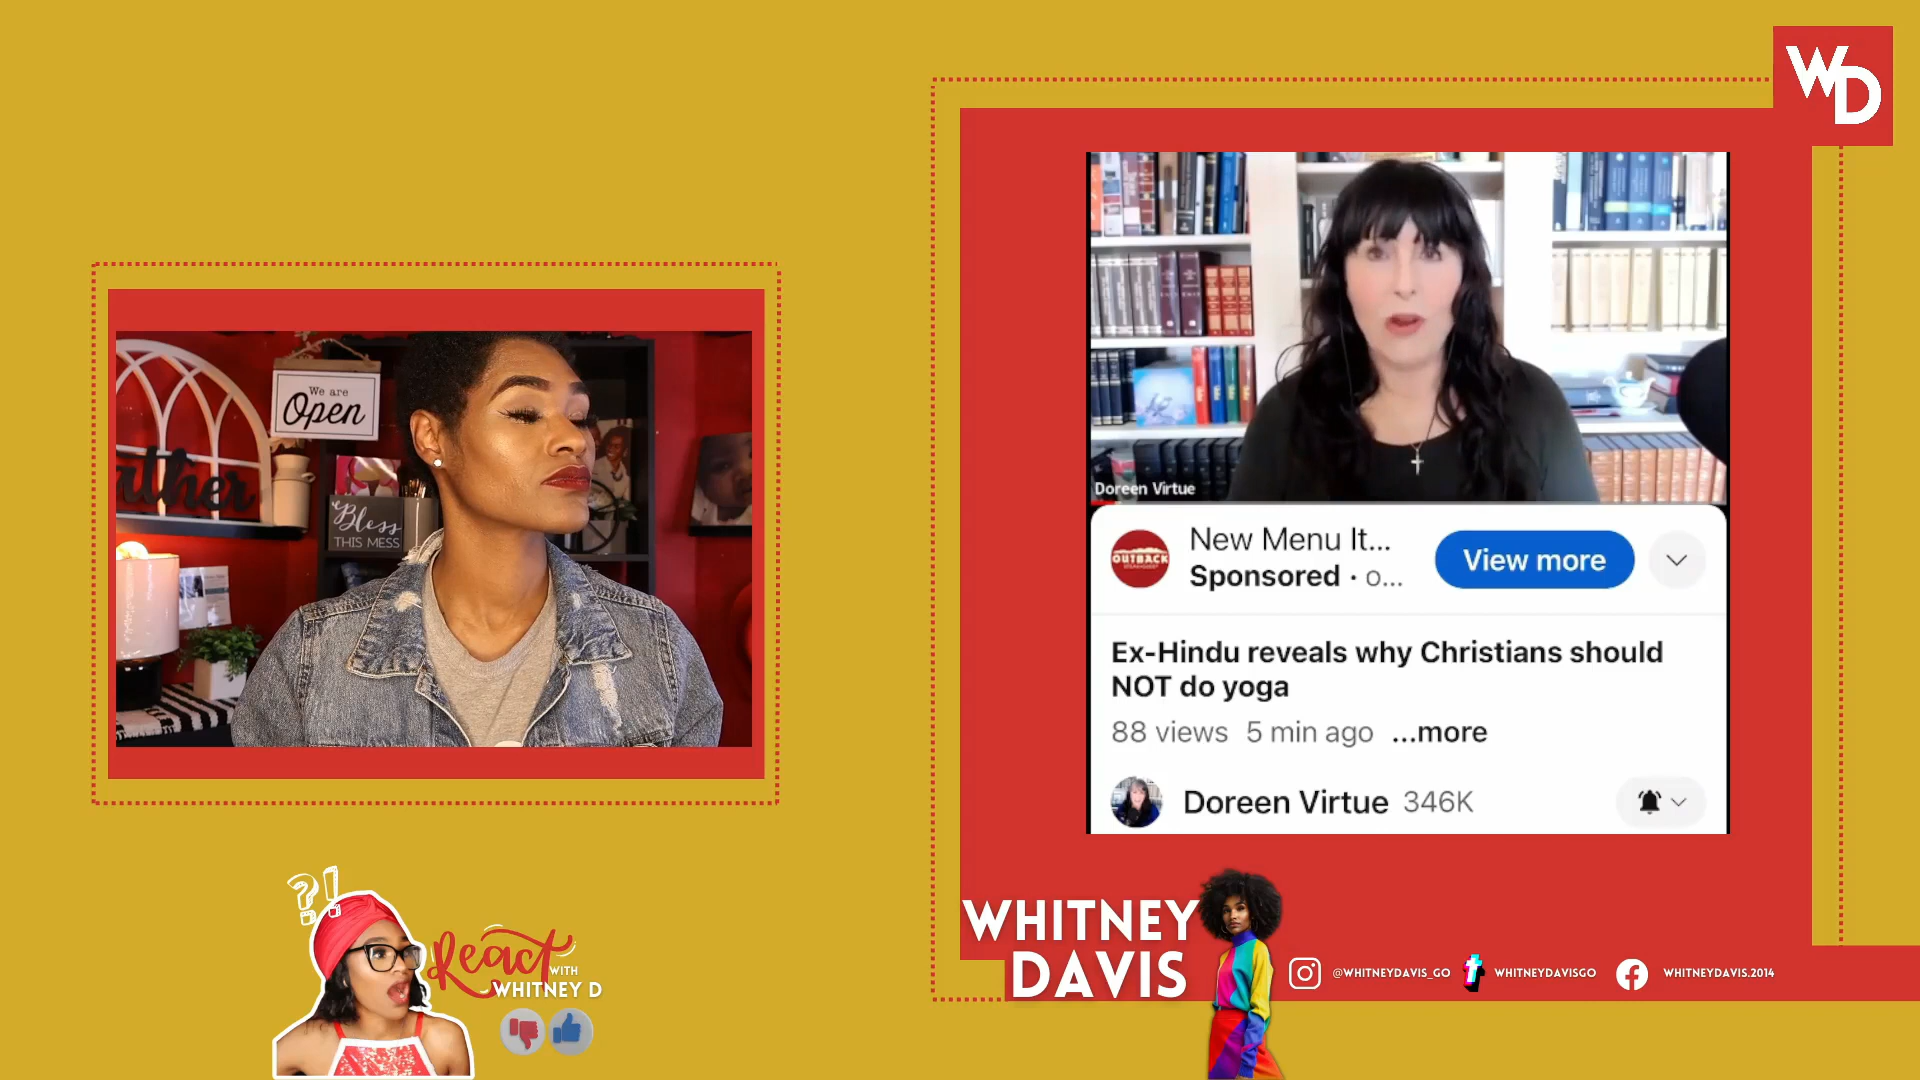 WD
We are
Open
ather
Bless
THIS MESS
Doreen Virtue
OUTBACK
New Menu It...
Sponsored · o...
View more
Ex-Hindu reveals why Christians should
NOT do yoga
88 views 5 min ago ...more
Doreen Virtue 346K
?!
React
WITH
WHITNEY D
WHITNEY
DAVIS
@WHITNEYDAVIS_GO
WHITNEYDAVISGO
WHITNEYDAVIS.2014